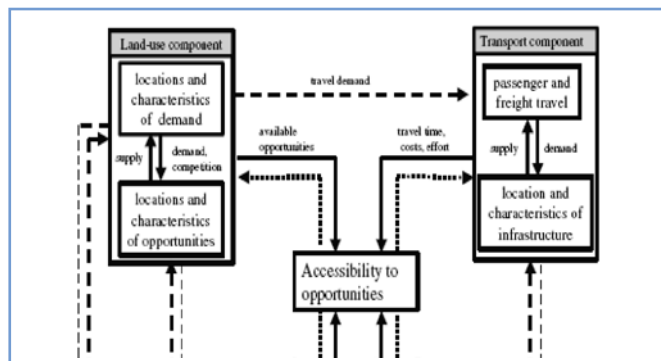 Land-use component
locations and
characteristics
of demand
supply
demand,
competition
locations and
characteristics
of opportunities
travel demand
available
opportunities
travel time,
costs, effort
Transport component
passenger and
freight travel
supply
demand
location and
characteristics of
infrastructure
Accessibility to
opportunities